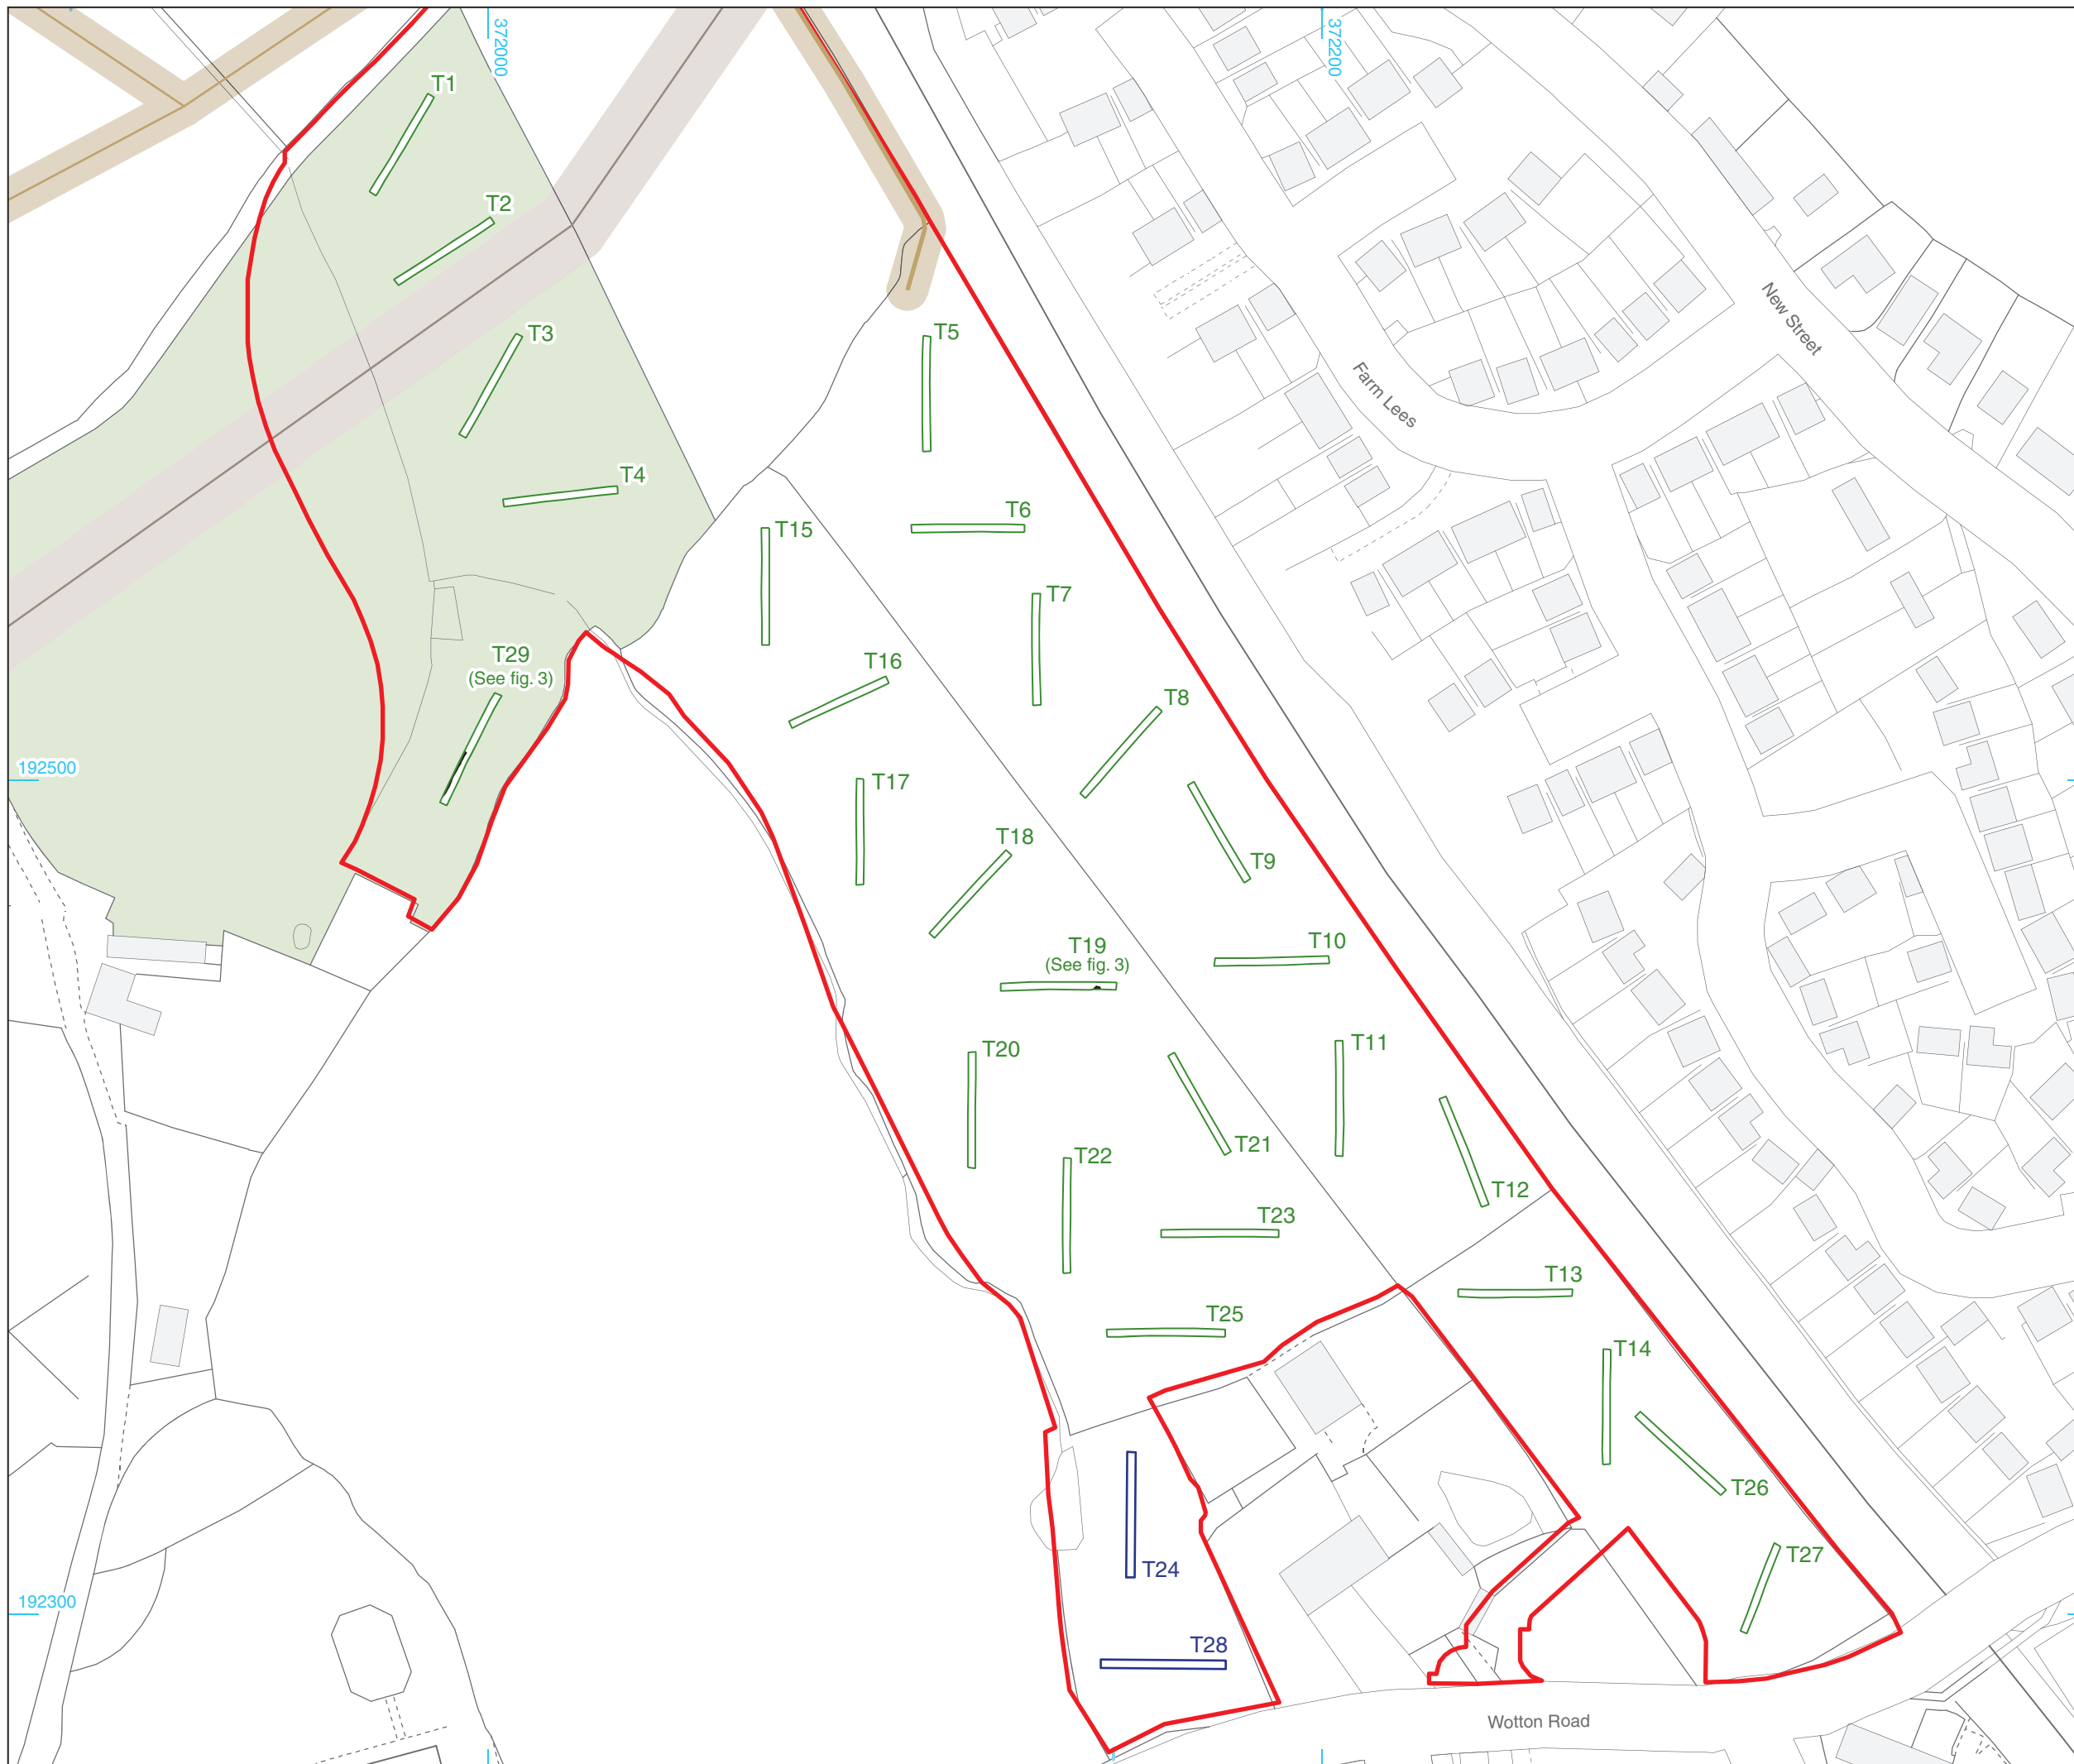 372000
372200
T1
T2
New Street
T3
T5
Farm Lees
T4
T6
T15
T7
T29
(See fig. 3)
T16
T8
192500
T17
T18
T9
T19
(See fig. 3)
T10
T20
T11
T21
T22
T12
T23
T13
T25
T14
T26
T24
T27
192300
T28
Wotton Road